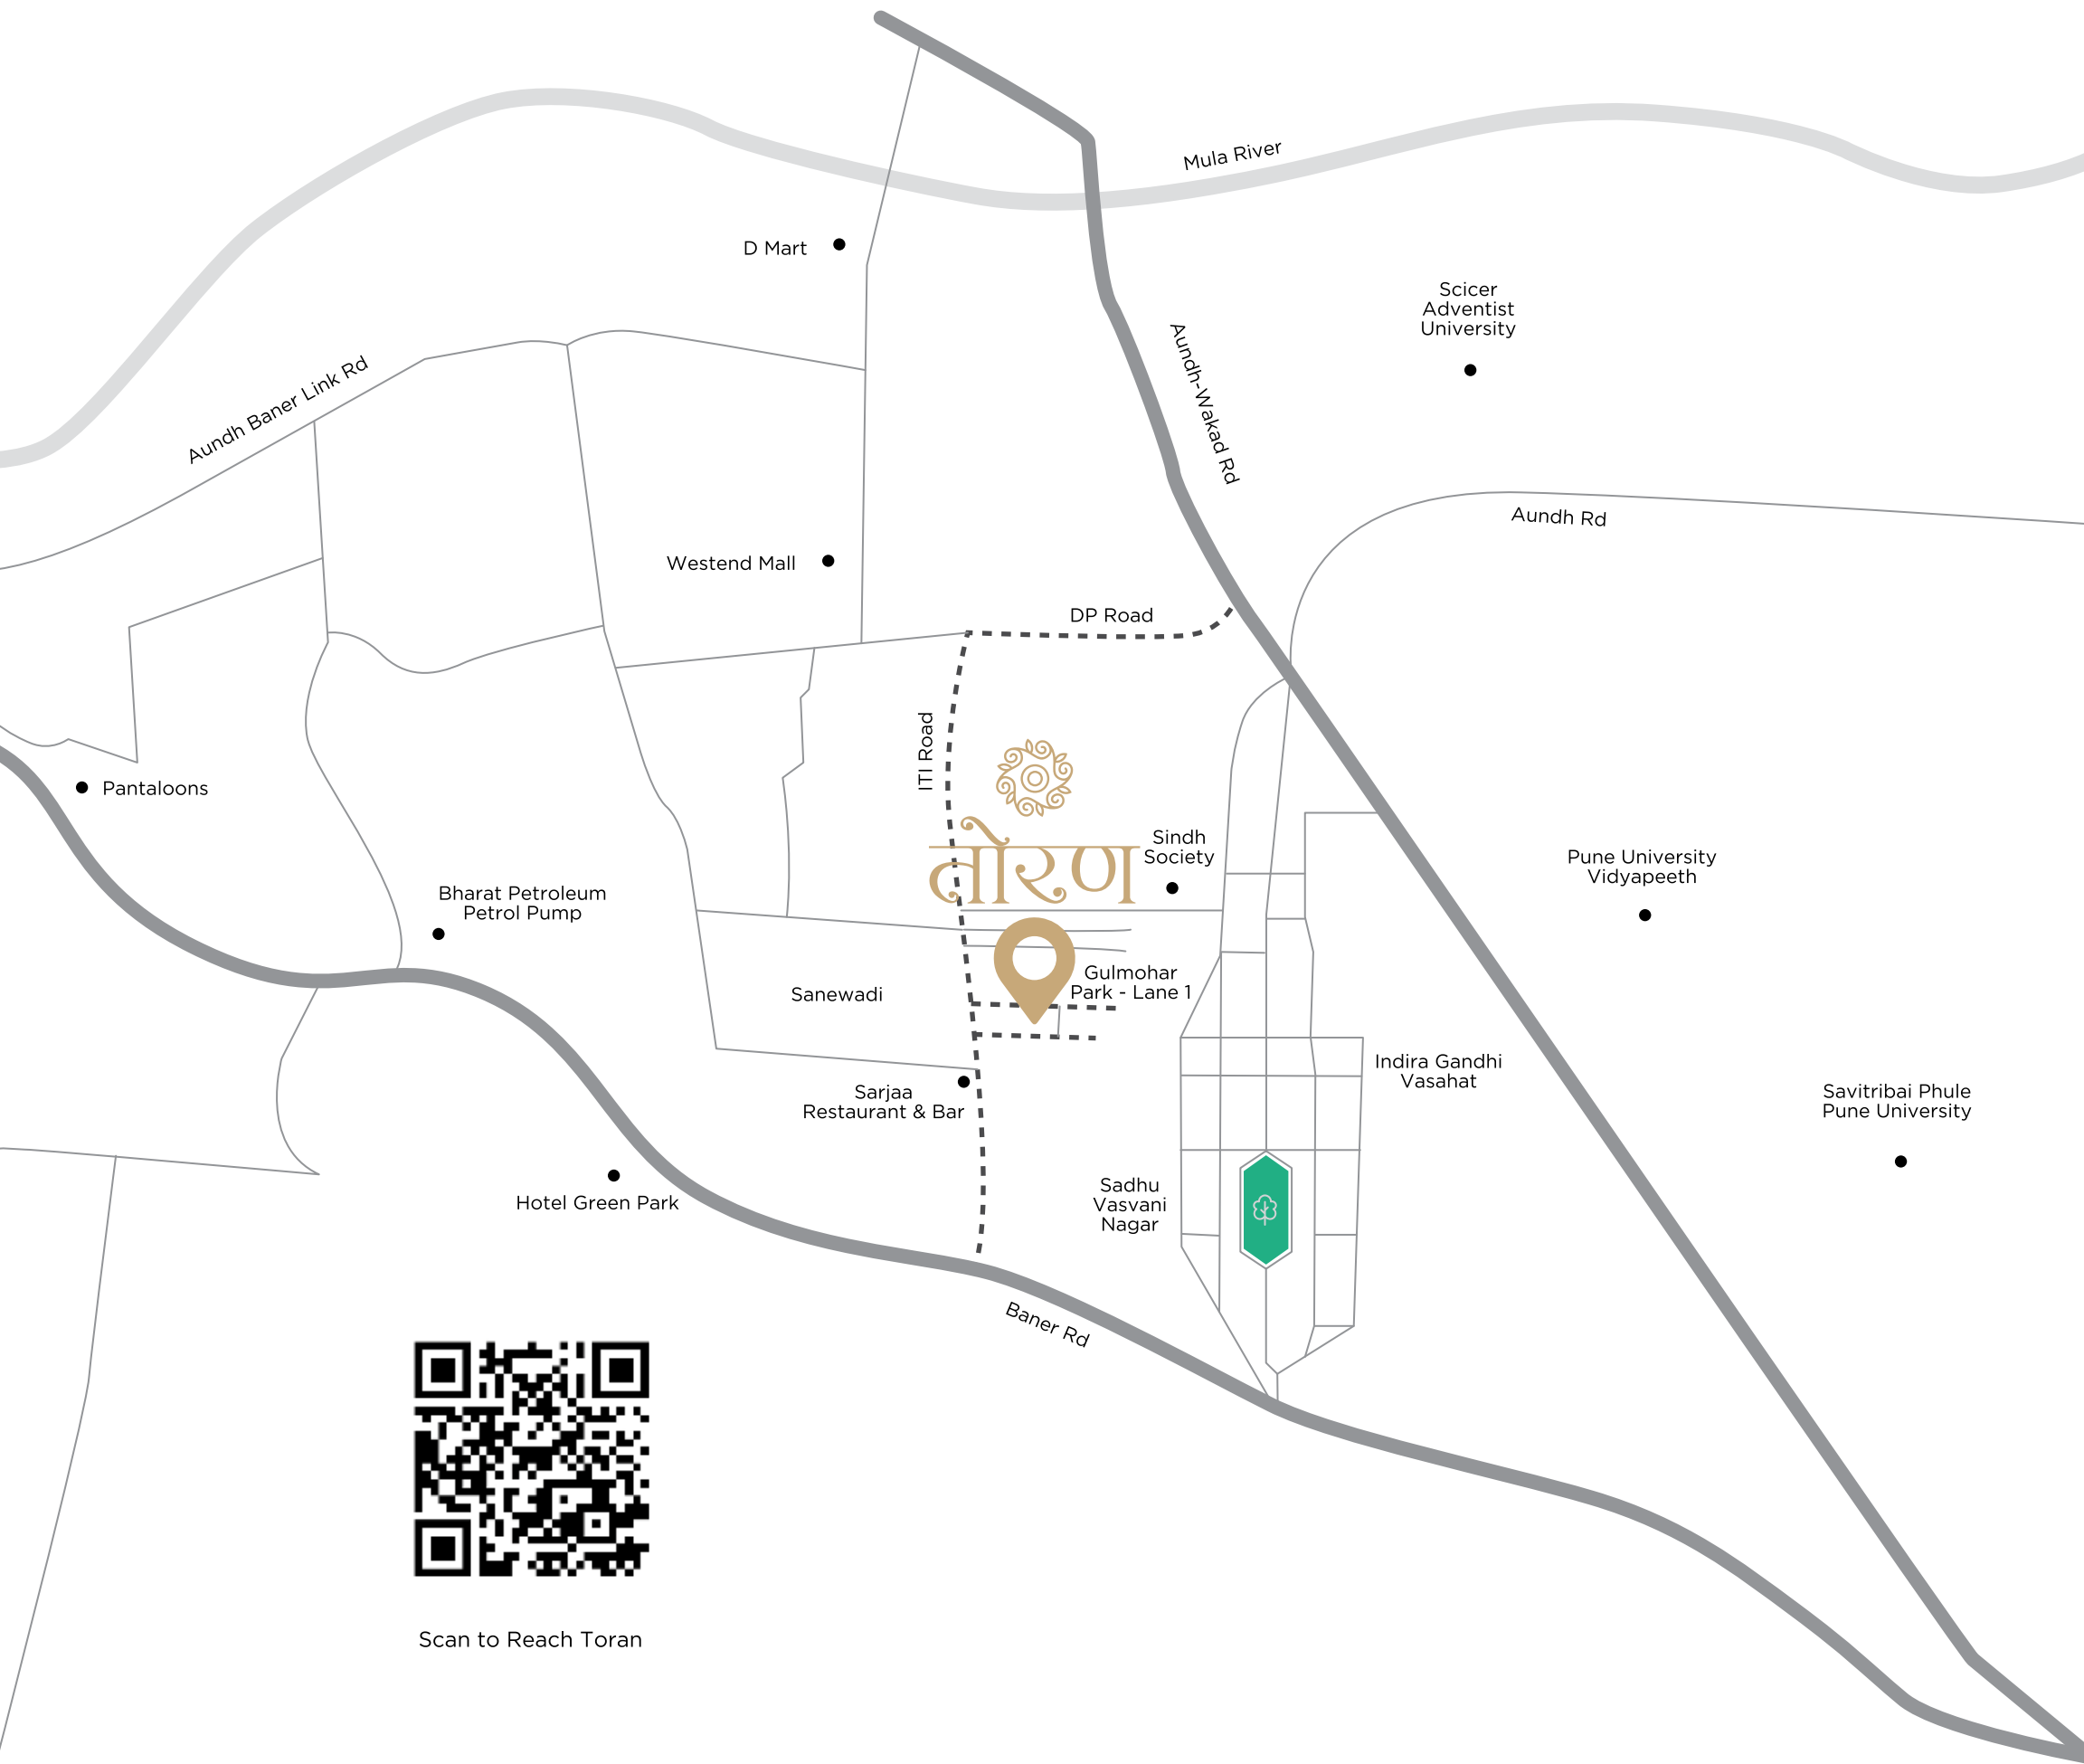 Mula River
D Mart
Scicer
Adventist
University
Aundh-Wakad Rd
Aundh Baner Link Rd
Aundh Rd
Westend Mall
DP Road
ITI Road
Pantaloons
तोरण
Sindh
Society
Pune University
Vidyapeeth
Bharat Petroleum
Petrol Pump
Sanewadi
Gulmohar
Park - Lane 1
Indira Gandhi
Vasahat
Sarjaa
Restaurant & Bar
Savitribai Phule
Pune University
Hotel Green Park
Sadhu
Vasvani
Nagar
Baner Rd
Scan to Reach Toran